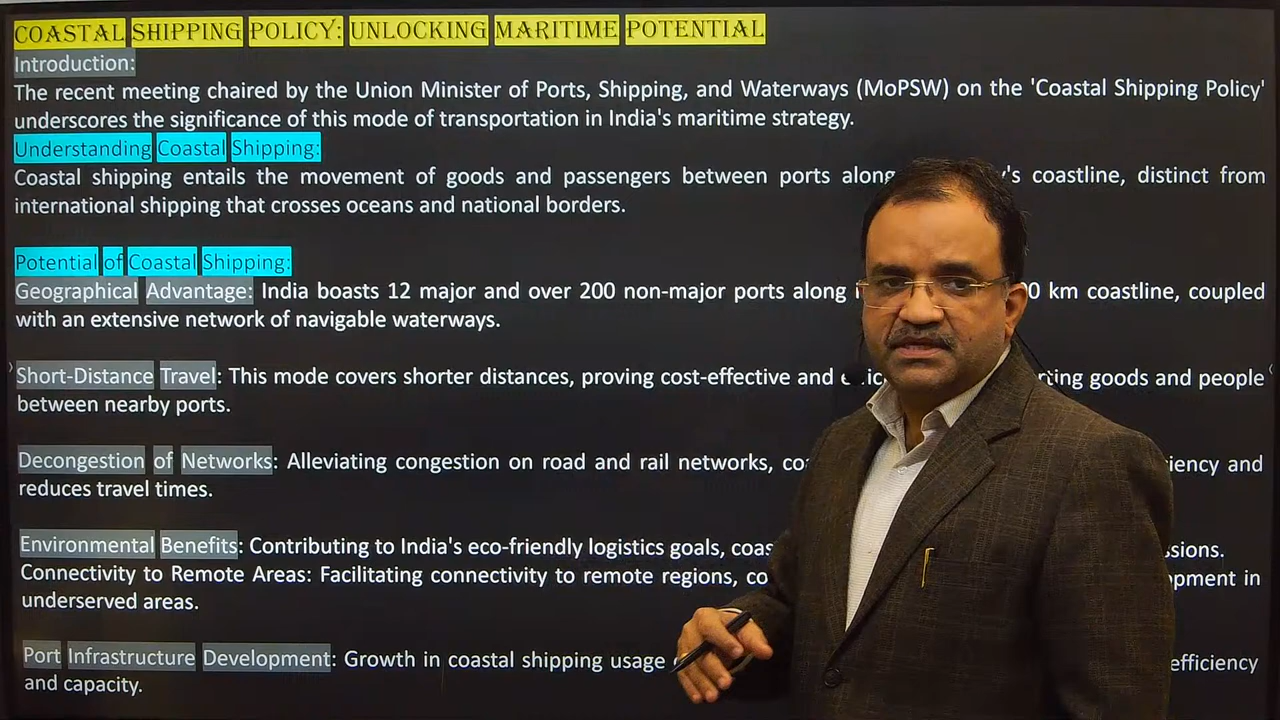 COASTAL SHIPPING POLICY: UNLOCKING MARITIME POTENTIAL
Introduction:
The recent meeting chaired by the Union Minister of Ports, Shipping, and Waterways (MoPSW) on the 'Coastal Shipping Policy'
underscores the significance of this mode of transportation in India's maritime strategy.
Understanding Coastal Shipping:
Coastal shipping entails the movement of goods and passengers between ports along coastline, distinct from
international shipping that crosses oceans and national borders.
Potential of Coastal Shipping:
Geographical Advantage: India boasts 12 major and over 200 non-major ports along km coastline, coupled
with an extensive network of navigable waterways.
Short-Distance Travel: This mode covers shorter distances, proving cost-effective and goods and people
between nearby ports.
Decongestion of Networks: Alleviating congestion on road and rail networks, and
reduces travel times.
Environmental Benefits: Contributing to India's eco-friendly logistics goals,
Connectivity to Remote Areas: Facilitating connectivity to remote regions, in
underserved areas.
Port Infrastructure Development: Growth in coastal shipping usage efficiency
and capacity.